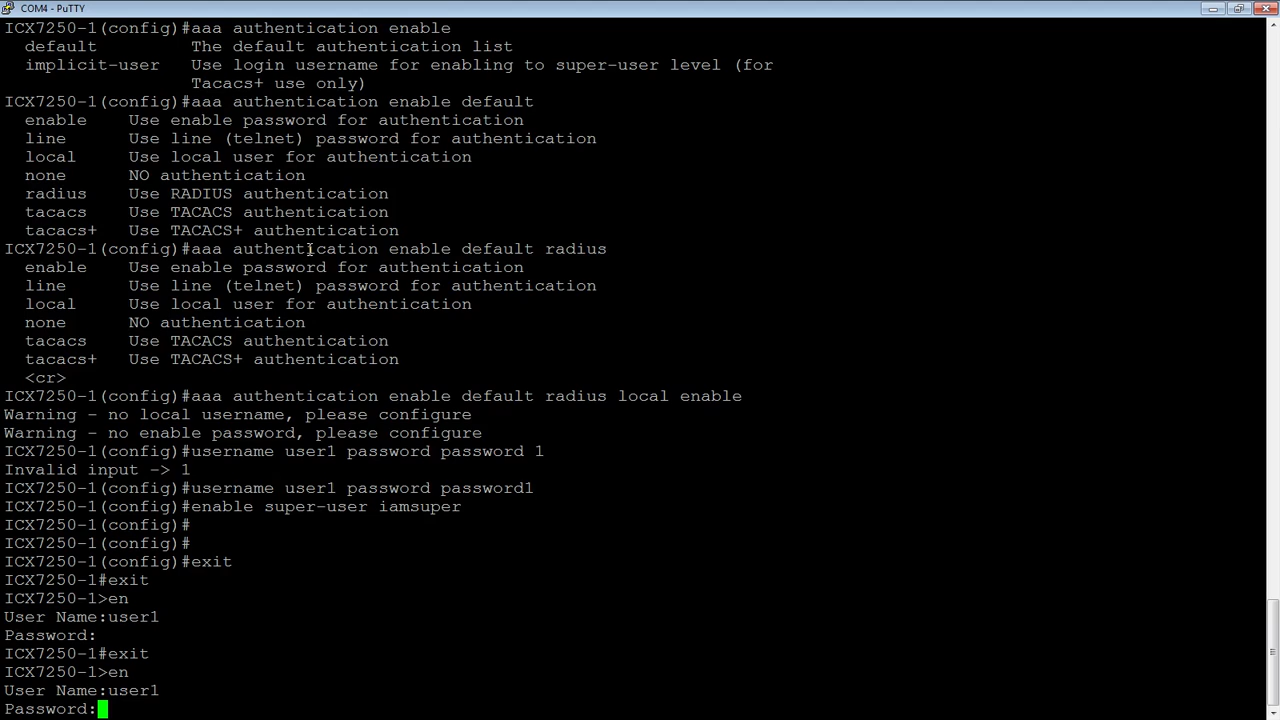 COM4 - PuTTY
ICX7250-1(config)#aaa authentication enable
default The default authentication list
implicit-user Use login username for enabling to super-user level (for
Tacacs+ use only)
ICX7250-1(config)#aaa authentication enable default
enable Use enable password for authentication
line Use line (telnet) password for authentication
local Use local user for authentication
none NO authentication
radius Use RADIUS authentication
tacacs Use TACACS authentication
tacacs+ Use TACACS+ authentication
ICX7250-1(config)#aaa authentication enable default radius
enable Use enable password for authentication
line Use line (telnet) password for authentication
local Use local user for authentication
none NO authentication
tacacs Use TACACS authentication
tacacs+ Use TACACS+ authentication
<cr>
ICX7250-1(config)#aaa authentication enable default radius local enable
Warning - no local username, please configure
Warning - no enable password, please configure
ICX7250-1(config)#username user1 password password 1
Invalid input -> 1
ICX7250-1(config)#username user1 password password1
ICX7250-1(config)#enable super-user iamsuper
ICX7250-1(config)#
ICX7250-1(config)#
ICX7250-1(config)#exit
ICX7250-1#exit
ICX7250-1>en
User Name:user1
Password:
ICX7250-1#exit
ICX7250-1>en
User Name:user1
Password: